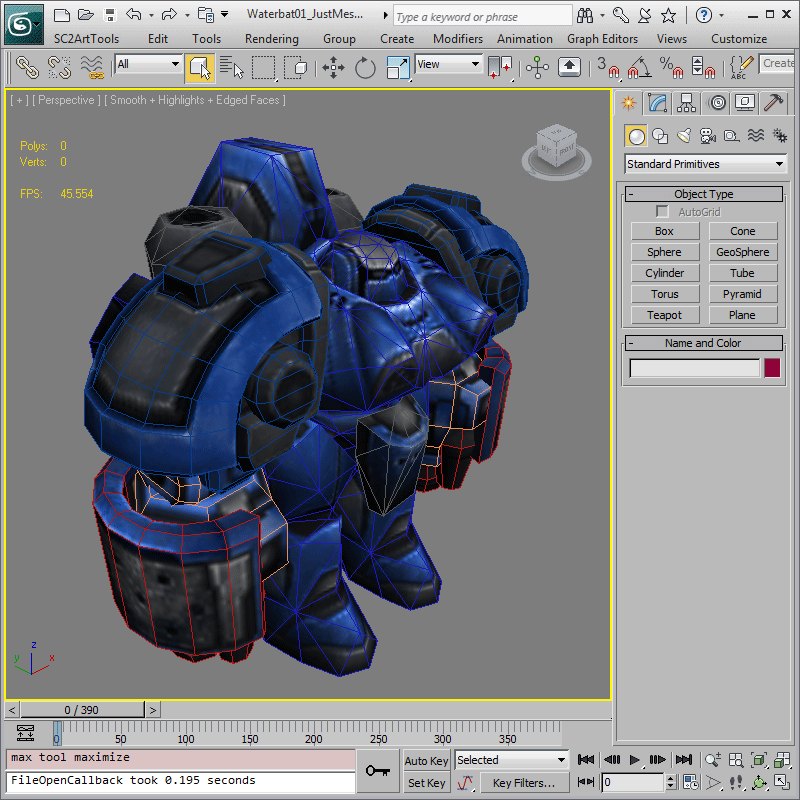 Waterbat01_JustMes... Type a keyword or phrase
SC2ArtTools Edit Tools Rendering Group Create Modifiers Animation Graph Editors Views Customize
All View 3 % ABC Create
[ + ] [ Perspective ] [ Smooth + Highlights + Edged Faces ]
Polys: 0
Verts: 0
FPS: 45.554
Standard Primitives
- Object Type
AutoGrid
Box Cone
Sphere GeoSphere
Cylinder Tube
Torus Pyramid
Teapot Plane
- Name and Color
z
y x
< 0 / 390 >
0 50 100 150 200 250 300 350
max tool maximize
FileOpenCallback took 0.195 seconds
Auto Key Selected
Set Key Key Filters...
0